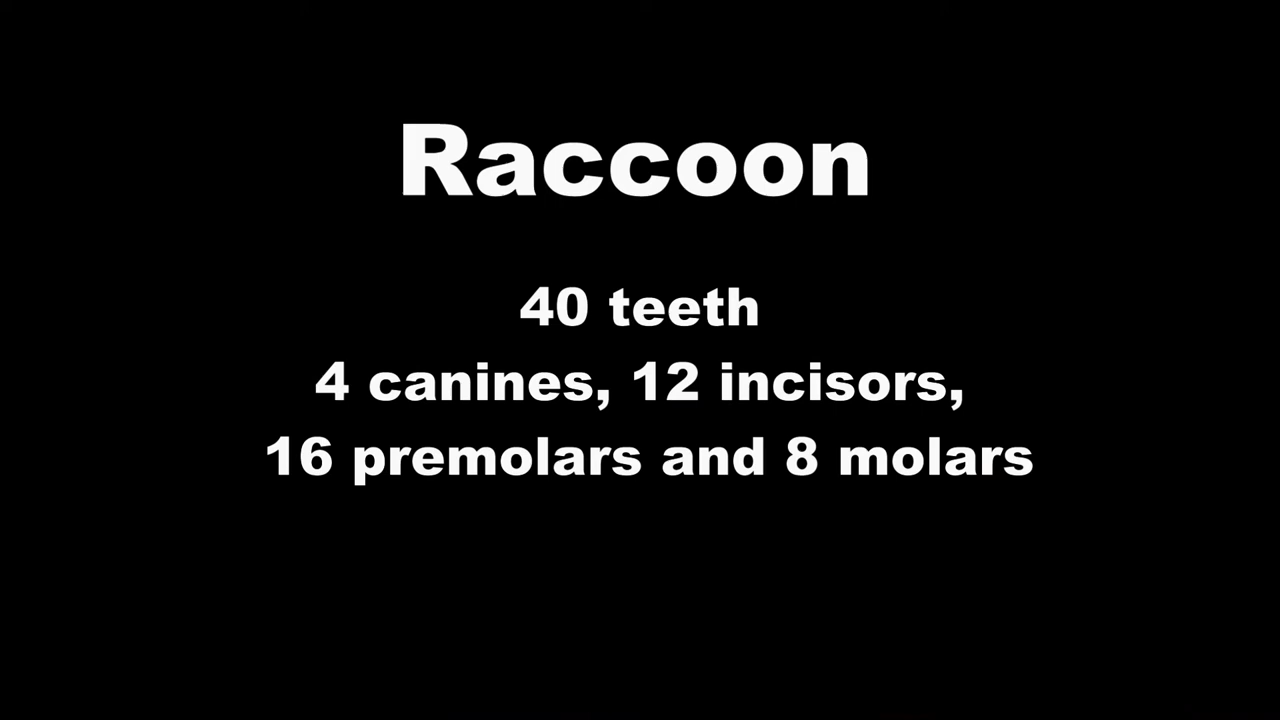 Raccoon
40 teeth
4 canines, 12 incisors,
16 premolars and 8 molars